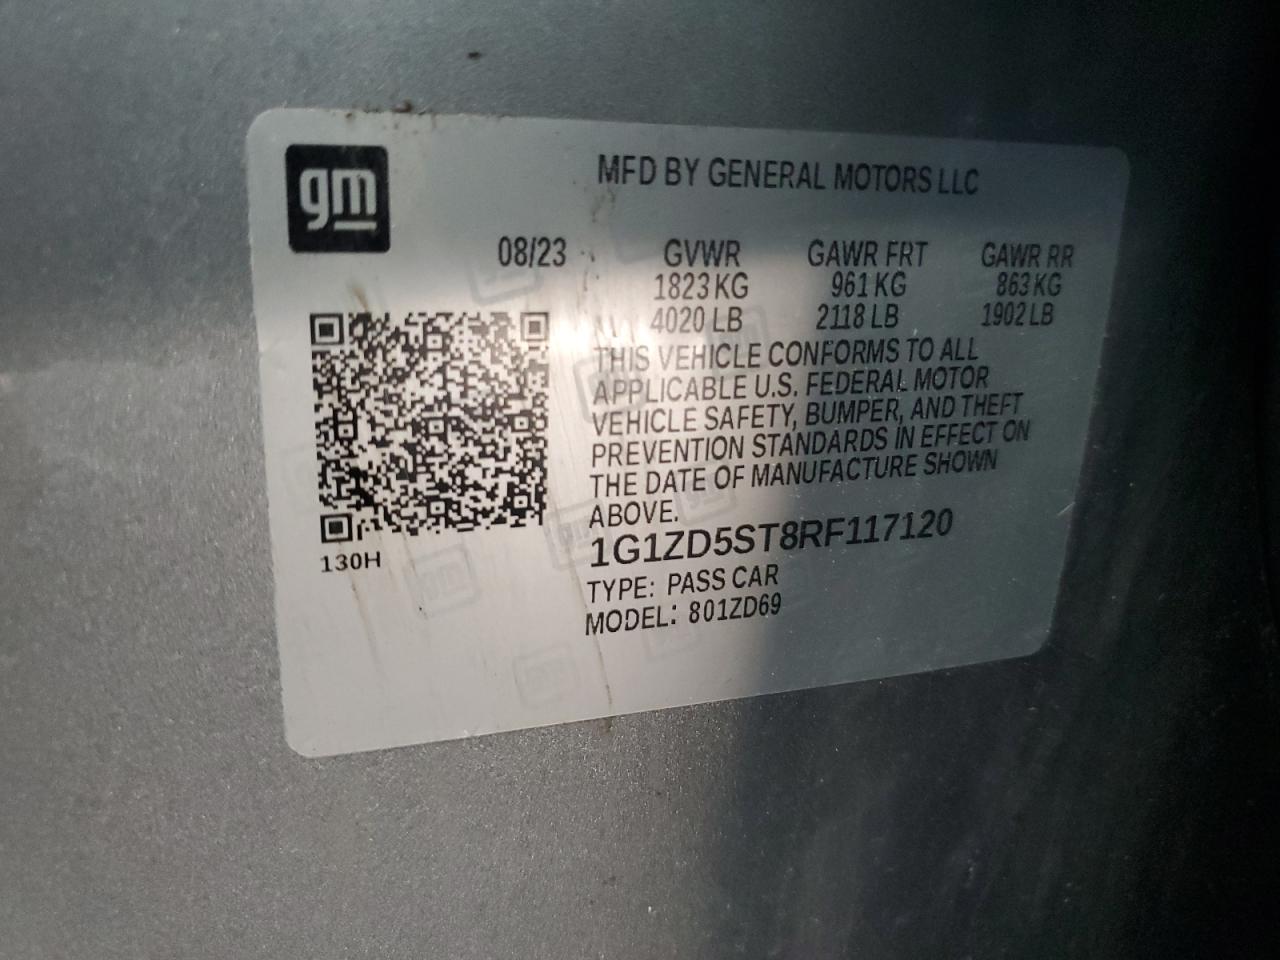 gm
MFD BY GENERAL MOTORS LLC
08/23 GVWR GAWR FRT GAWR RR
1823 KG 961 KG 863 KG
4020 LB 2118 LB 1902 LB
THIS VEHICLE CONFORMS TO ALL
APPLICABLE U.S. FEDERAL MOTOR
VEHICLE SAFETY, BUMPER, AND THEFT
PREVENTION STANDARDS IN EFFECT ON
THE DATE OF MANUFACTURE SHOWN
ABOVE.
1G1ZD5ST8RF117120
TYPE: PASS CAR
MODEL: 801ZD69
130H